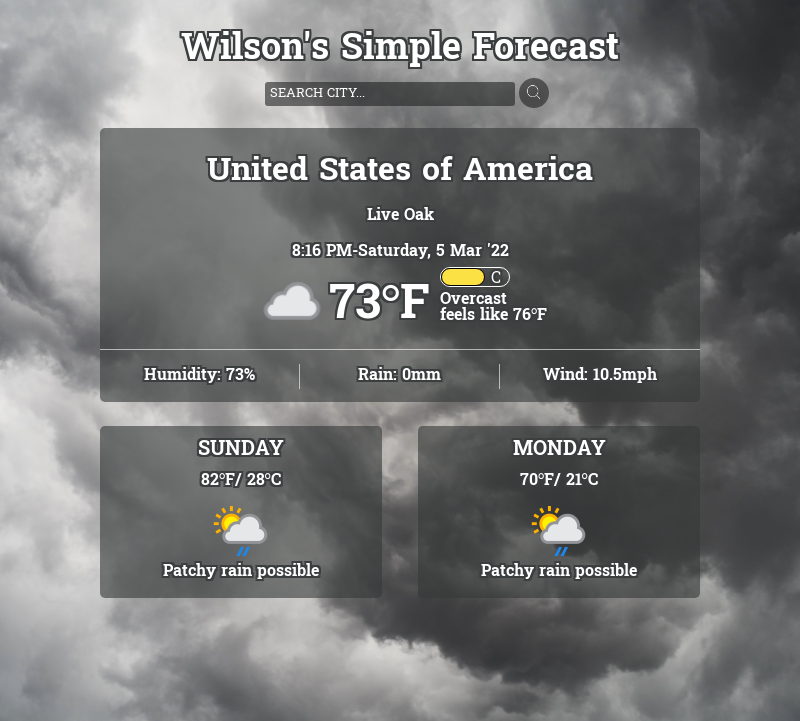 Wilson's Simple Forecast
SEARCH CITY...
United States of America
Live Oak
8:16 PM-Saturday, 5 Mar '22
73°F
C
Overcast
feels like 76°F
Humidity: 73%
Rain: 0mm
Wind: 10.5mph
SUNDAY
82°F/ 28°C
Patchy rain possible
MONDAY
70°F/ 21°C
Patchy rain possible